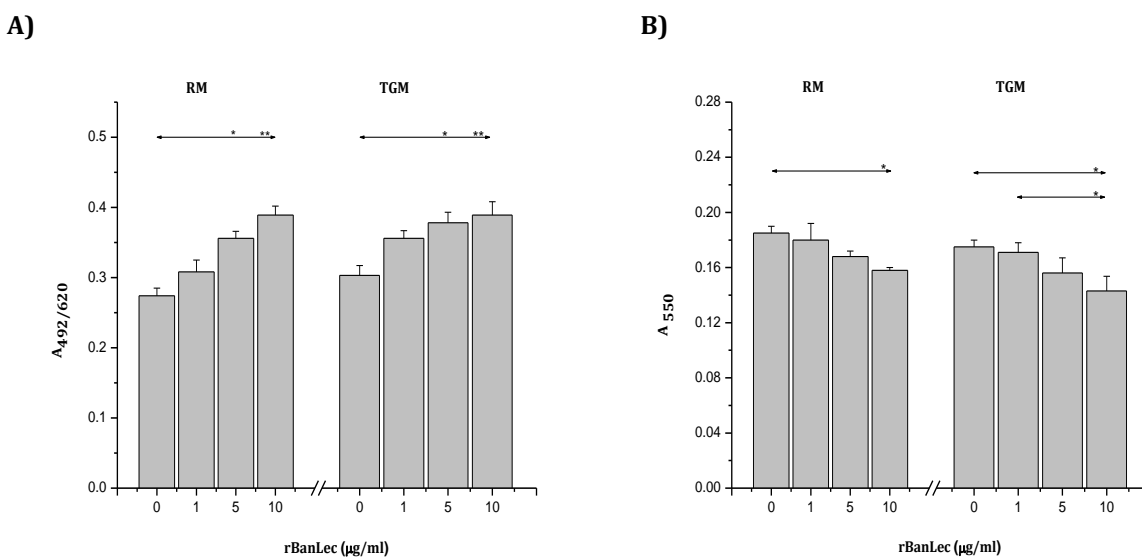 A)
RM TGM
* ** * **
0.5
0.4
0.3
0.2
0.1
0.0
A492/620
0 1 5 10 0 1 5 10
rBanLec (µg/ml)
B)
RM TGM
* *
*
0.28
0.24
0.20
0.16
0.12
0.08
0.04
0.00
A 550
0 1 5 10 0 1 5 10
rBanLec (µg/ml)